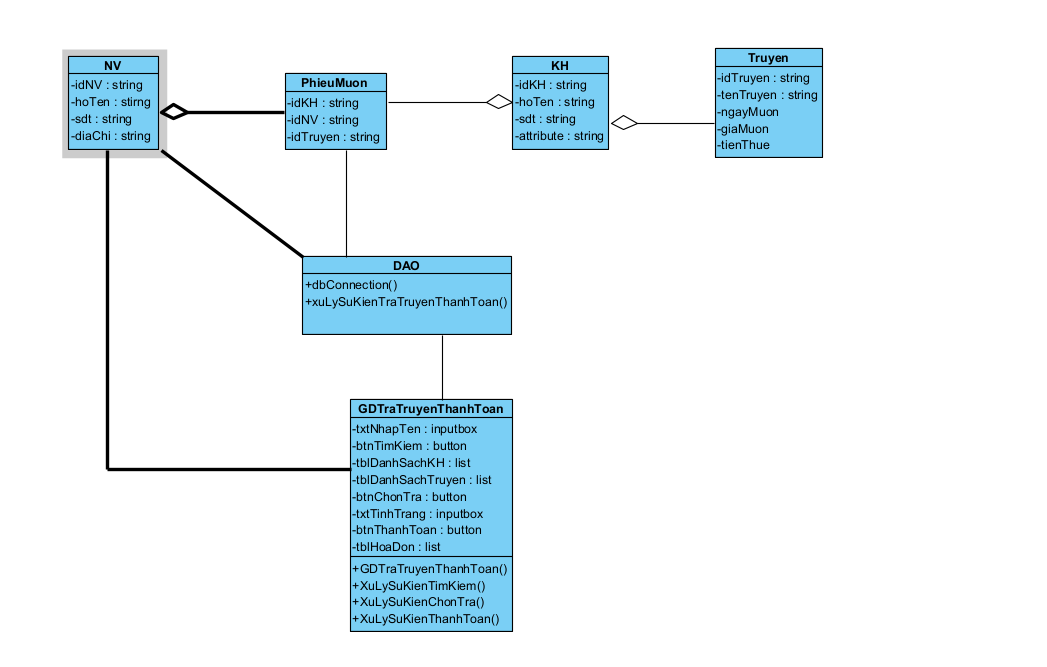 NV
-idNV : string
-hoTen : stirng
-sdt : string
-diaChi : string
PhieuMuon
-idKH : string
-idNV : string
-idTruyen : string
KH
-idKH : string
-hoTen : string
-sdt : string
-attribute : string
Truyen
-idTruyen : string
-tenTruyen : string
-ngayMuon
-giaMuon
-tienThue
DAO
+dbConnection()
+xuLySuKienTraTruyenThanhToan()
GDTraTruyenThanhToan
-txtNhapTen : inputbox
-btnTimKiem : button
-tblDanhSachKH : list
-tblDanhSachTruyen : list
-btnChonTra : button
-txtTinhTrang : inputbox
-btnThanhToan : button
-tblHoaDon : list
+GDTraTruyenThanhToan()
+XuLySuKienTimKiem()
+XuLySuKienChonTra()
+XuLySuKienThanhToan()